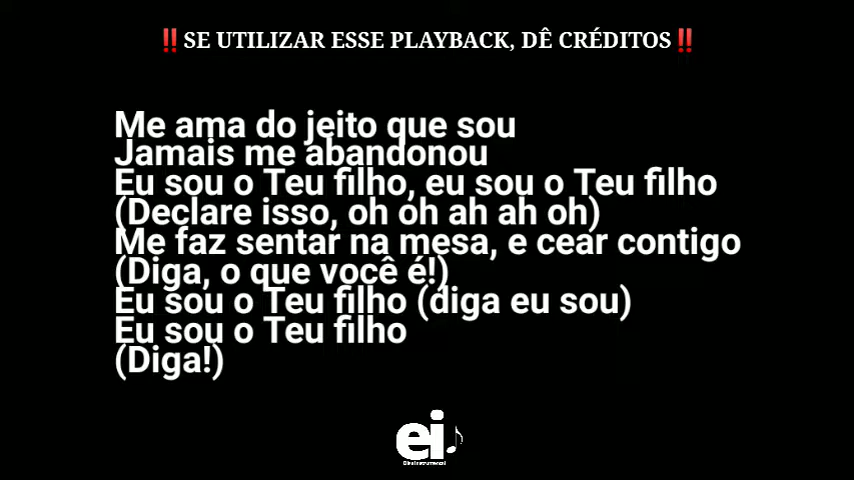 ‼️SE UTILIZAR ESSE PLAYBACK, DÊ CRÉDITOS‼️
Me ama do jeito que sou
Jamais me abandonou
Eu sou o Teu filho, eu sou o Teu filho
(Declare isso, oh oh ah ah oh)
Me faz sentar na mesa, e cear contigo
(Diga, o que você é!)
Eu sou o Teu filho (diga eu sou)
Eu sou o Teu filho
(Diga!)
ei